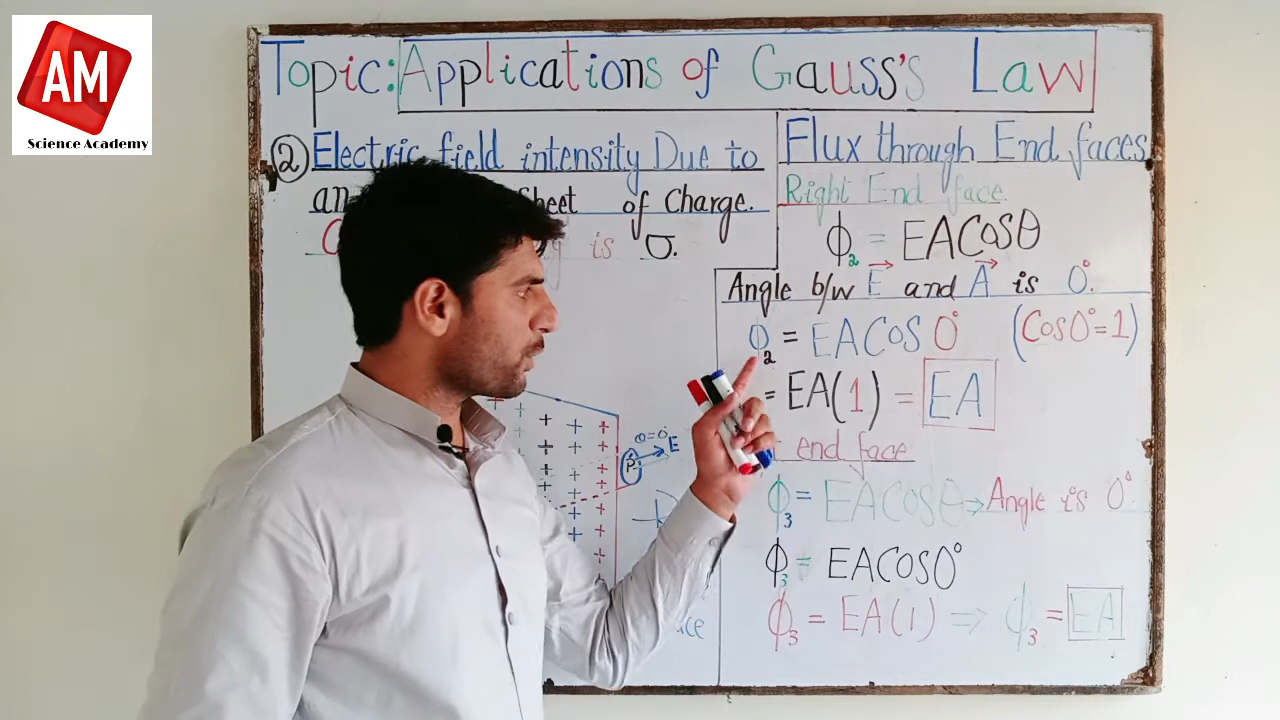 AM
Science Academy
Topic: Applications of Gauss's Law
② Electric field intensity Due to
an sheet of Charge.
is σ.
θ=0°
E
P
Flux through End faces
Right End face.
ϕ₂ = EACosθ
Angle b/w E⃗ and A⃗ is 0°.
ϕ₂ = EACos0° (Cos0°=1)
= EA(1) = EA
end face
ϕ₃ = EACosθ ⇒ Angle is 0°.
ϕ₃ = EACos0°
ϕ₃ = EA(1) ⇒ ϕ₃ = EA